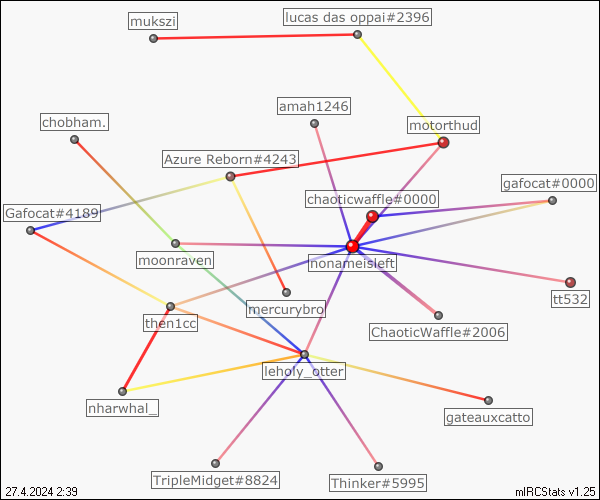 lucas das oppai#2396
mukszi
amah1246
chobham.
motorthud
Azure Reborn#4243
gafocat#0000
chaoticwaffle#0000
Gafocat#4189
moonraven
nonameisleft
tt532
mercurybro
then1cc
ChaoticWaffle#2006
leholy_otter
nharwhal_
gateauxcatto
TripleMidget#8824
Thinker#5995
27.4.2024 2:39
mIRCStats v1.25